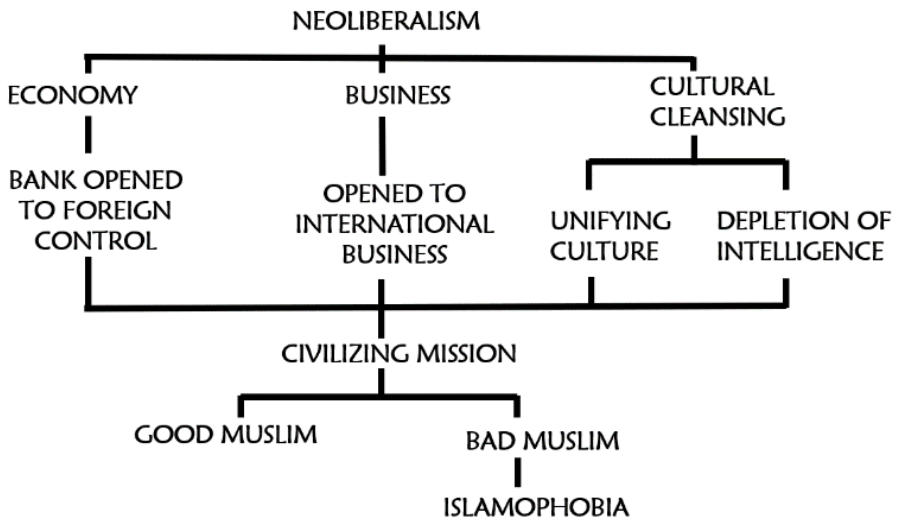 NEOLIBERALISM
ECONOMY
BUSINESS
CULTURAL
CLEANSING
BANK OPENED
TO FOREIGN
CONTROL
OPENED TO
INTERNATIONAL
BUSINESS
UNIFYING
CULTURE
DEPLETION OF
INTELLIGENCE
CIVILIZING MISSION
GOOD MUSLIM
BAD MUSLIM
ISLAMOPHOBIA